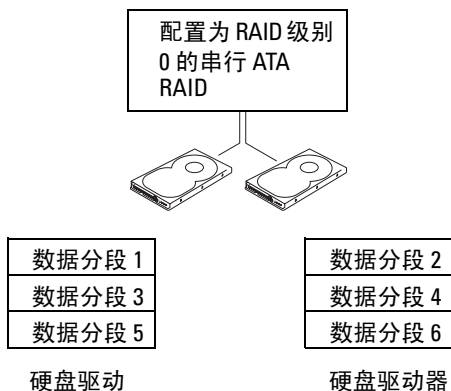 配置为 RAID 级别
0 的串行 ATA
RAID
数据分段 1
数据分段 2
数据分段 3
数据分段 4
数据分段 5
数据分段 6
硬盘驱动
硬盘驱动器